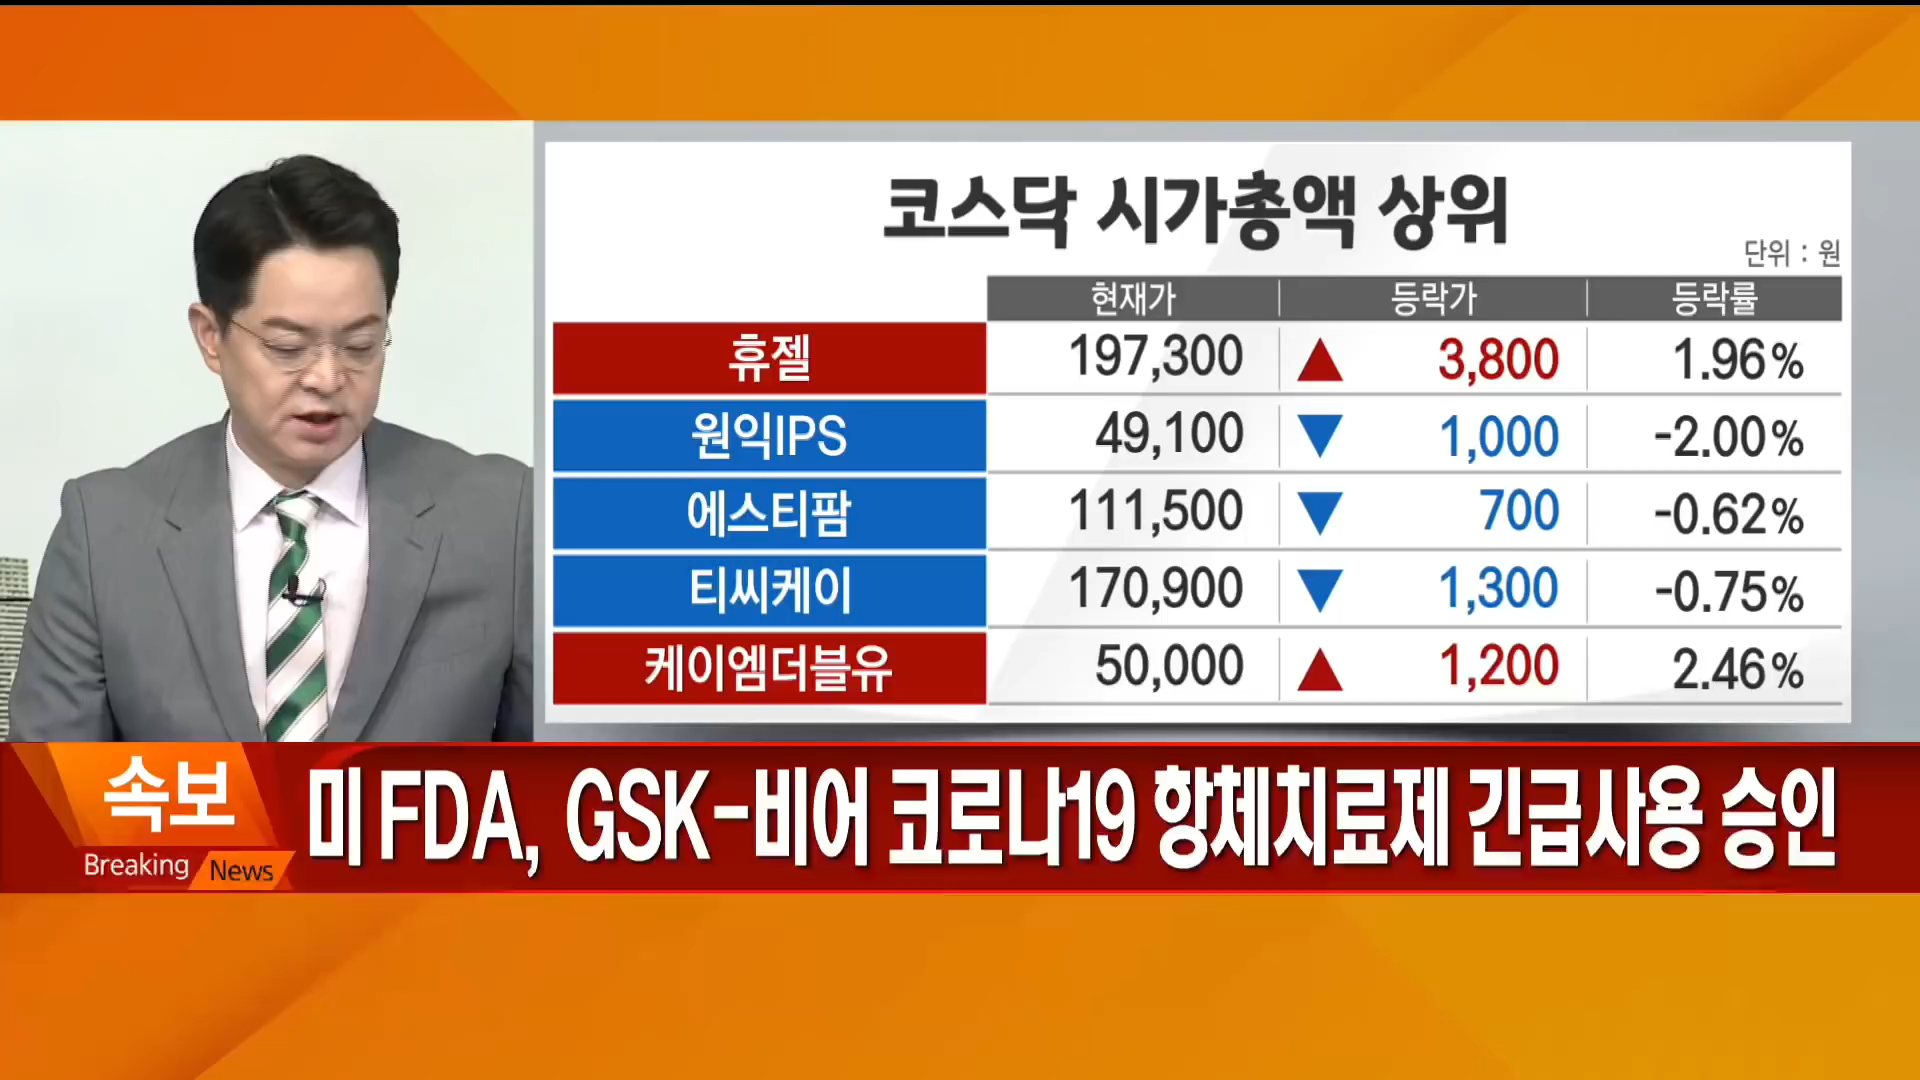 코스닥 시가총액 상위
단위 : 원
현재가 등락가 등락률
휴젤 197,300 ▲ 3,800 1.96%
원익IPS 49,100 ▼ 1,000 -2.00%
에스티팜 111,500 ▼ 700 -0.62%
티씨케이 170,900 ▼ 1,300 -0.75%
케이엠더블유 50,000 ▲ 1,200 2.46%
속보
Breaking News
미 FDA, GSK-비어 코로나19 항체치료제 긴급사용 승인